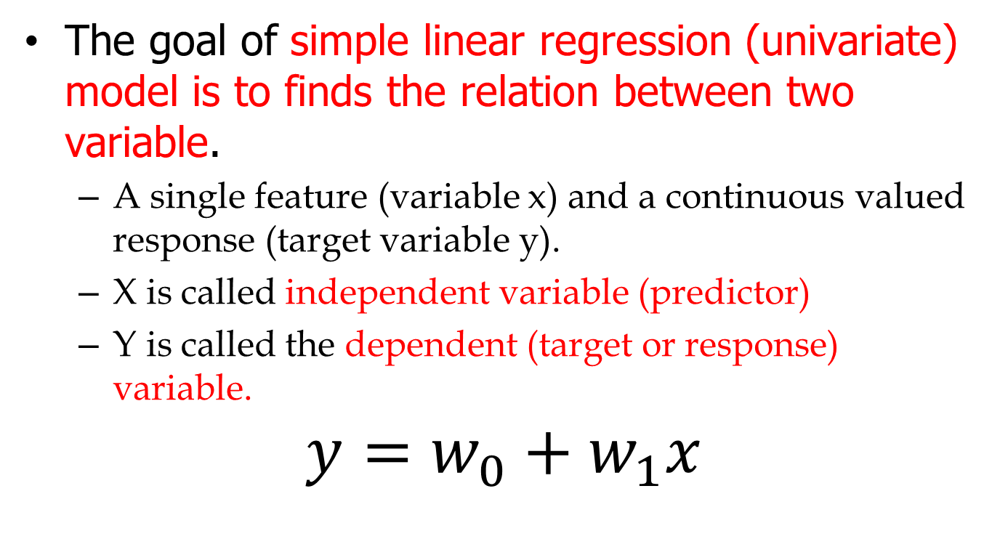 • The goal of simple linear regression (univariate)
model is to finds the relation between two
variable.
– A single feature (variable x) and a continuous valued
response (target variable y).
– X is called independent variable (predictor)
– Y is called the dependent (target or response)
variable.
y = w₀ + w₁x